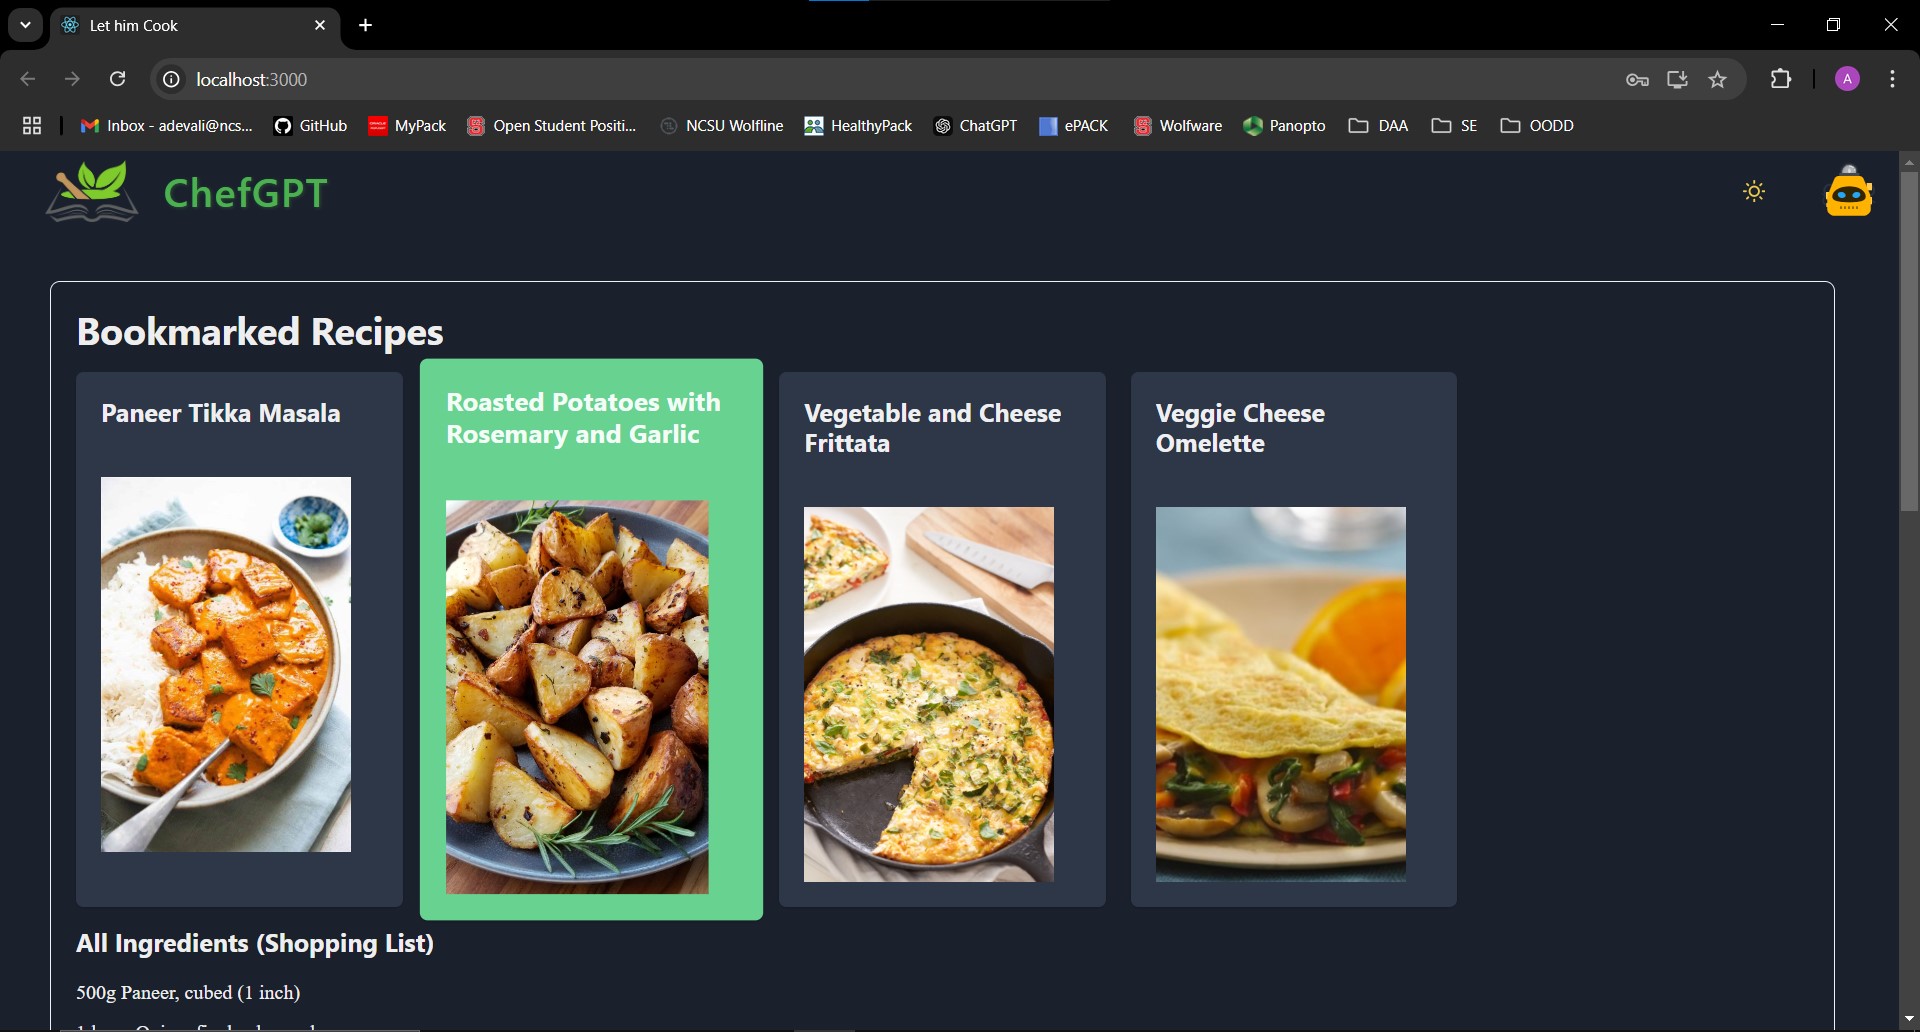 Let him Cook
localhost:3000
A
Inbox - adevali@ncs... GitHub MyPack Open Student Positi... NCSU Wolfline HealthyPack ChatGPT ePACK Wolfware Panopto DAA SE OODD
ChefGPT
Bookmarked Recipes
Paneer Tikka Masala
Roasted Potatoes with
Rosemary and Garlic
Vegetable and Cheese
Frittata
Veggie Cheese
Omelette
All Ingredients (Shopping List)
500g Paneer, cubed (1 inch)